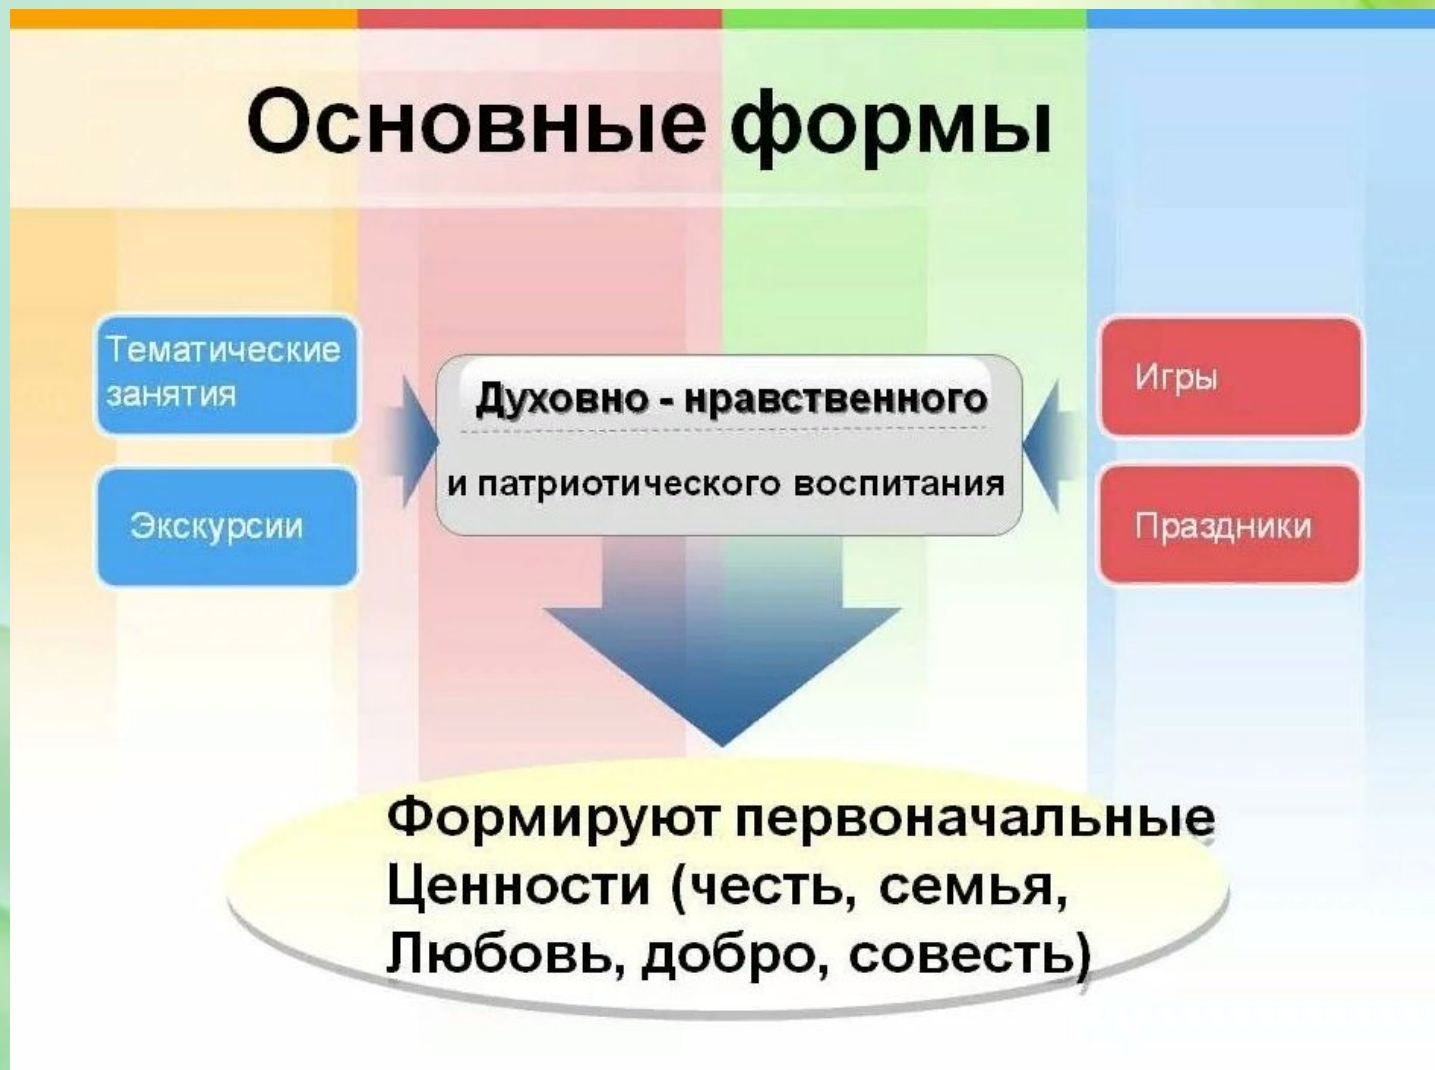 Основные формы
Тематические
занятия
Экскурсии
Духовно - нравственного
и патриотического воспитания
Игры
Праздники
Формируют первоначальные
Ценности (честь, семья,
Любовь, добро, совесть)